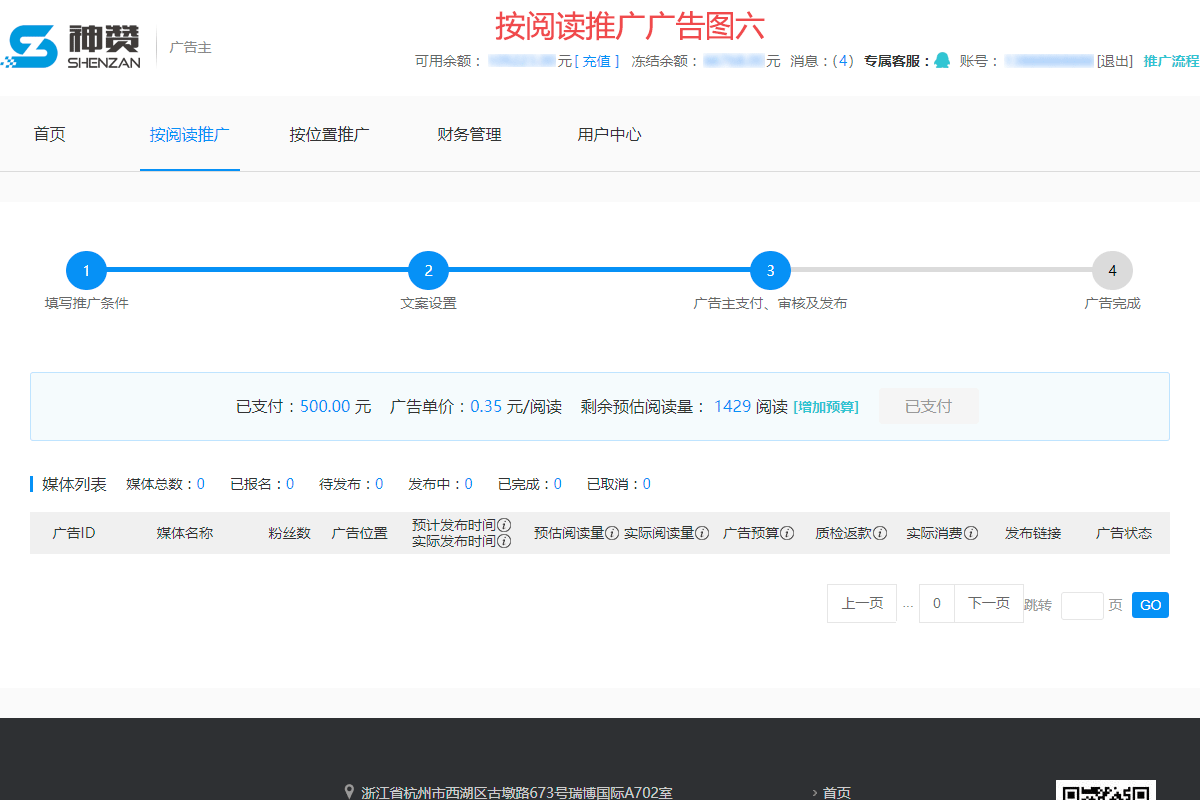 按阅读推广广告图六
神赞
SHENZAN
广告主
可用余额： 元 [ 充值 ] 冻结余额： 元 消息：(4) 专属客服： 账号： [退出] 推广流程
首页 按阅读推广 按位置推广 财务管理 用户中心
1 2 3 4
填写推广条件 文案设置 广告主支付、审核及发布 广告完成
已支付：500.00 元 广告单价：0.35 元/阅读 剩余预估阅读量： 1429 阅读 [增加预算] 已支付
媒体列表 媒体总数：0 已报名：0 待发布：0 发布中：0 已完成：0 已取消：0
广告ID 媒体名称 粉丝数 广告位置 预计发布时间 预估阅读量 实际阅读量 广告预算 质检返款 实际消费 发布链接 广告状态
实际发布时间
上一页 ... 0 下一页 跳转 页 GO
浙江省杭州市西湖区古墩路673号瑞博国际A702室 › 首页